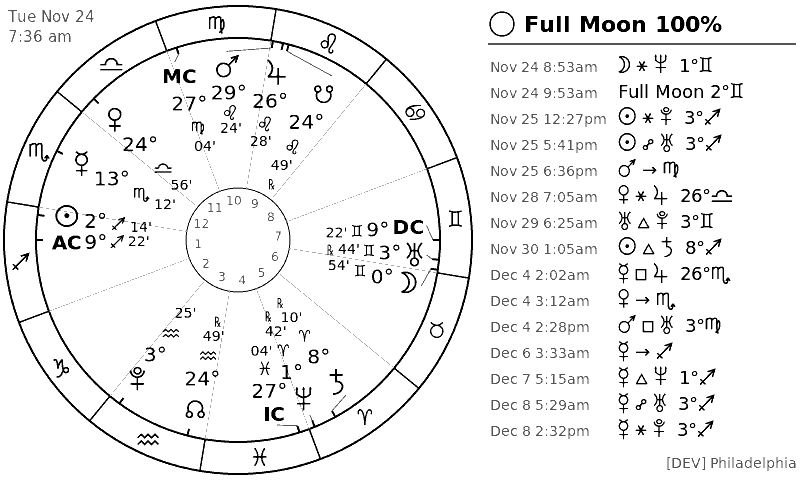 Tue Nov 24
7:36 am
♍
♌
♎
♋
♏
♊
♐
♉
♑
♈
♒
♓
MC 27° ♍ 04'
♂ 29° ♌ 24'
♃ 26° ♌ 28'
☋ 24° ♌ 49' ℞
♀ 24° ♎ 56'
☿ 13° ♏ 12'
☉ 2° ♐ 14'
AC 9° ♐ 22'
22' ♊ 9° DC
℞ 44' ♊ 3° ♅
54' ♊ 0° ☽
♇ 3° ♒ 25'
☊ 24° ♒ 49' ℞
IC 27° ♓ 04'
♆ 1° ♈ 42' ℞
♄ 8° ♈ 10' ℞
1
2
3
4
5
6
7
8
9
10
11
12
Full Moon 100%
Nov 24 8:53am ☽ ⚹ ♆ 1°♊
Nov 24 9:53am Full Moon 2°♊
Nov 25 12:27pm ☉ ⚹ ♇ 3°♐
Nov 25 5:41pm ☉ ☍ ♅ 3°♐
Nov 25 6:36pm ♂ → ♍
Nov 28 7:05am ♀ ⚹ ♃ 26°♎
Nov 29 6:25am ♅ △ ♇ 3°♊
Nov 30 1:05am ☉ △ ♄ 8°♐
Dec 4 2:02am ☿ □ ♃ 26°♏
Dec 4 3:12am ♀ → ♏
Dec 4 2:28pm ♂ □ ♅ 3°♍
Dec 6 3:33am ☿ → ♐
Dec 7 5:15am ☿ △ ♆ 1°♐
Dec 8 5:29am ☿ ☍ ♅ 3°♐
Dec 8 2:32pm ☿ ⚹ ♇ 3°♐
[DEV] Philadelphia